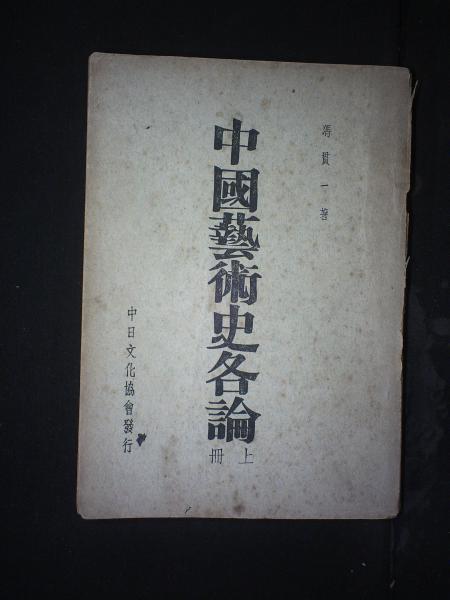 馮貫一著
中國藝術史各論
上冊
中日文化協會發行